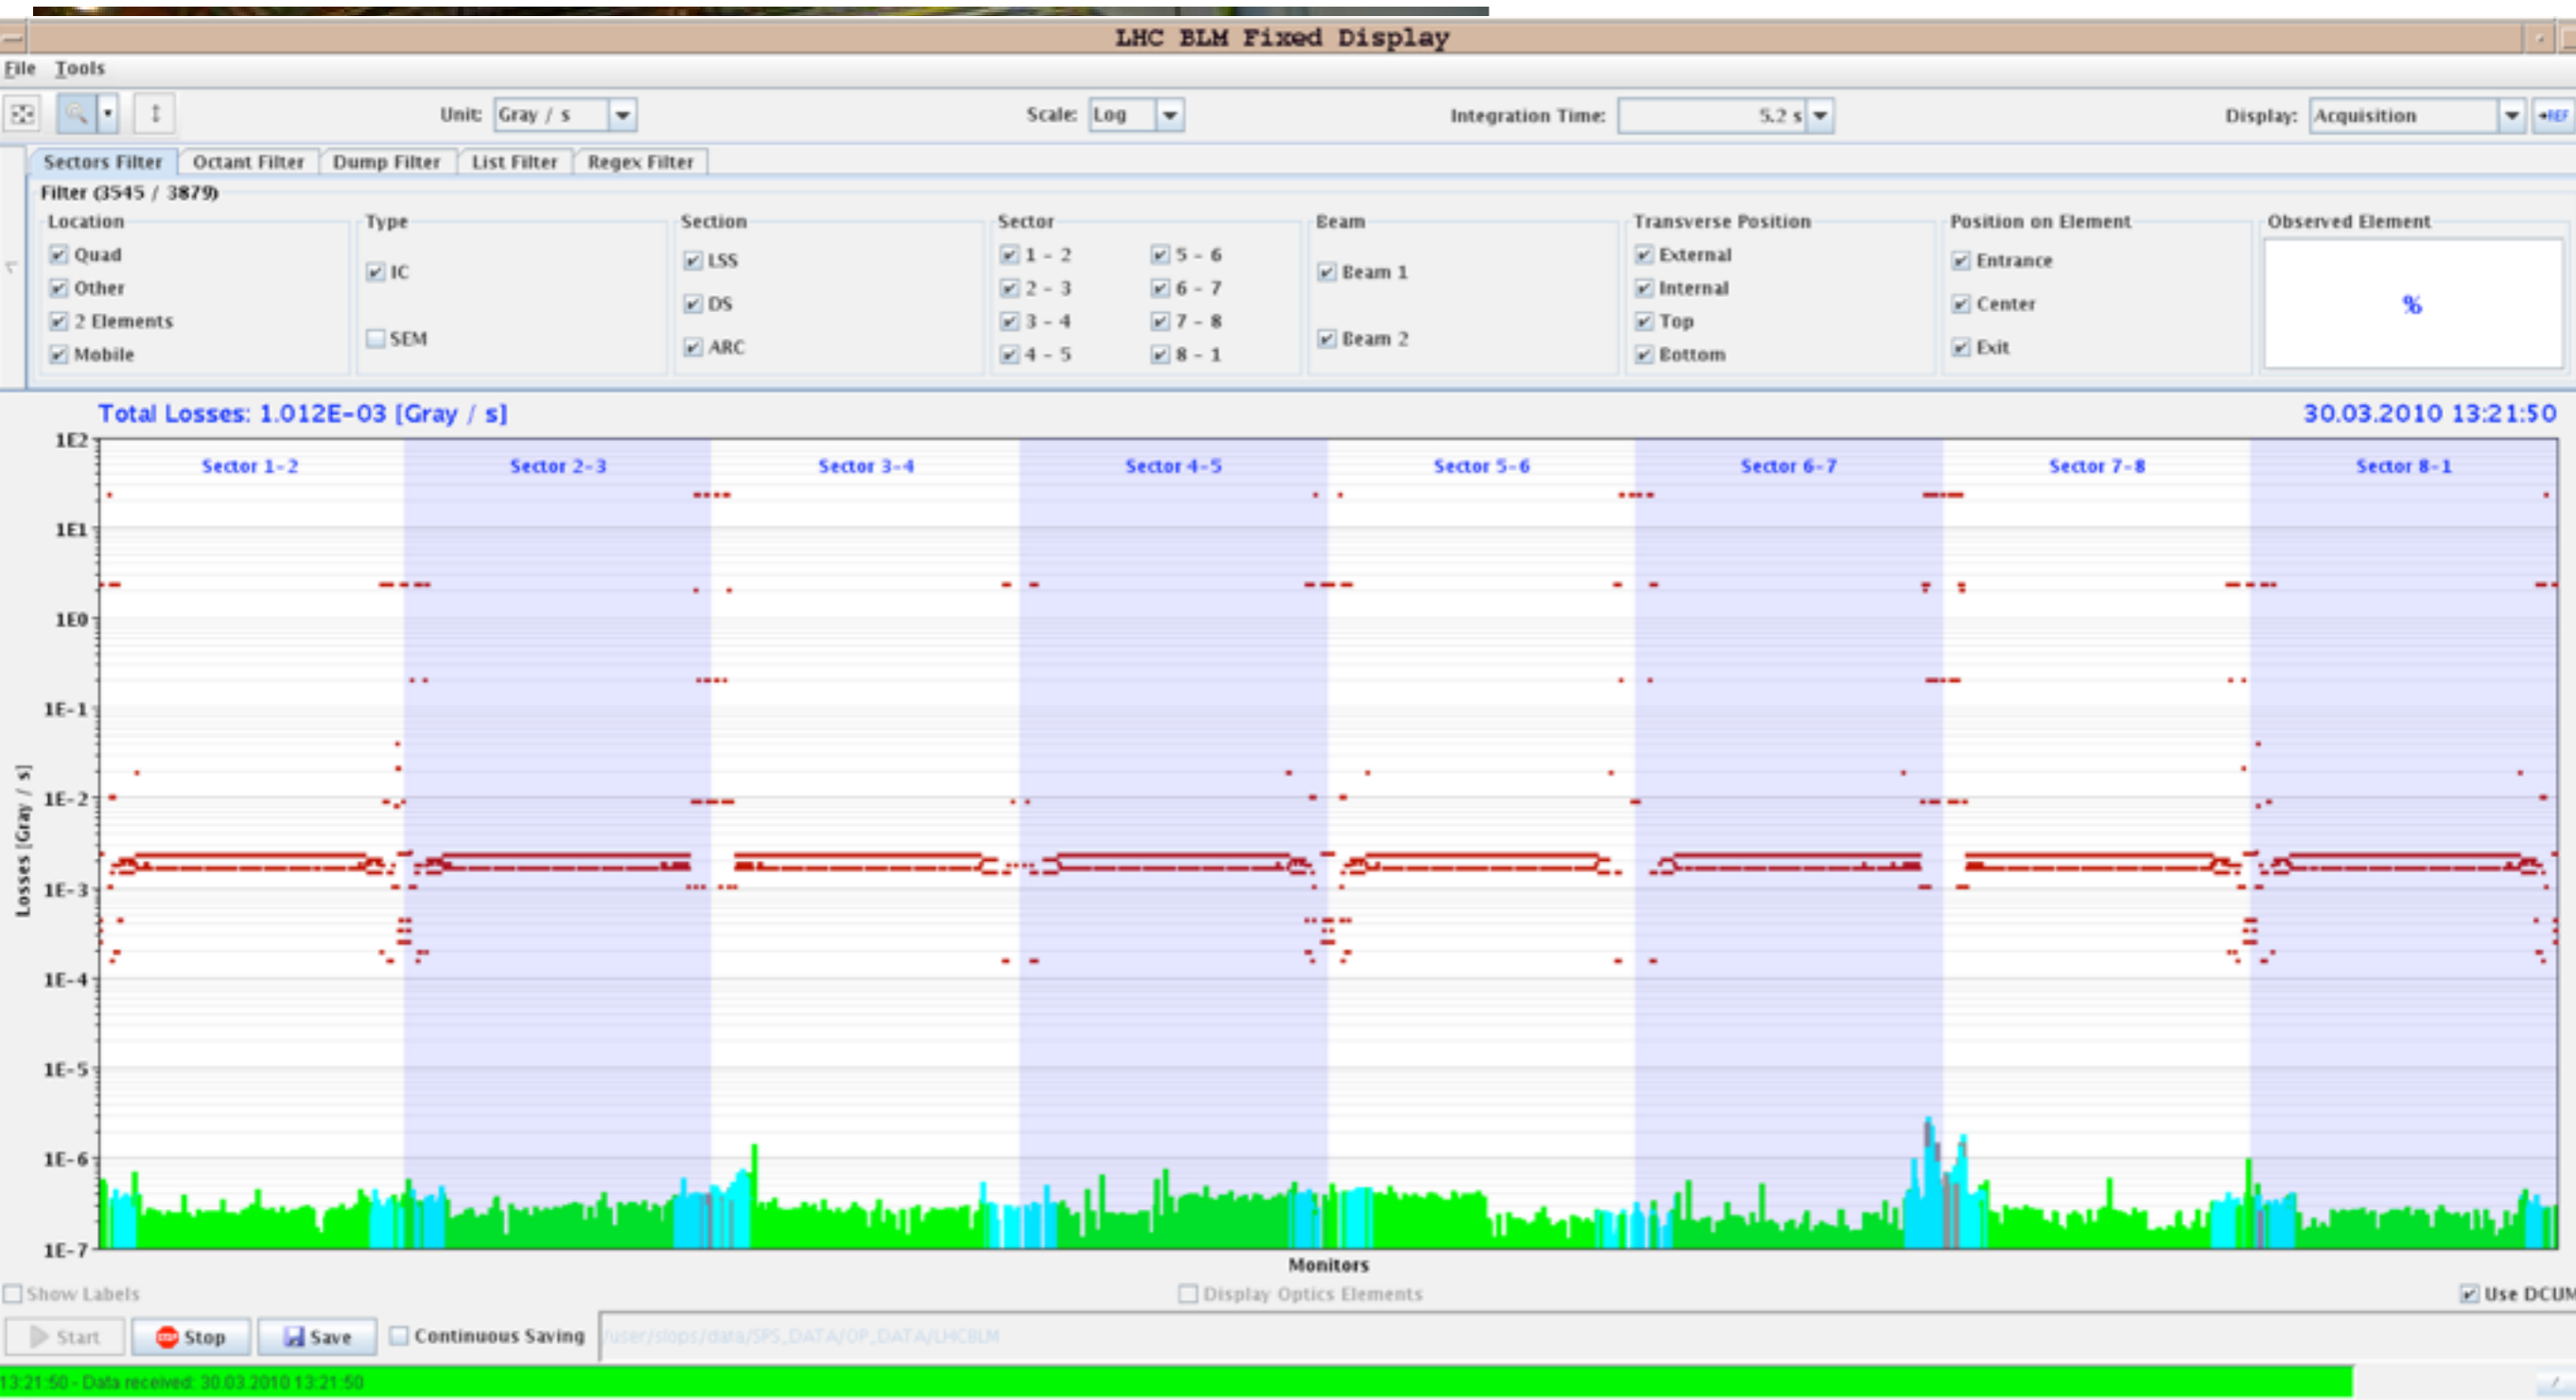 LHC BLM Fixed Display
File Tools
Unit: Gray / s Scale: Log Integration Time: 5.2 s Display: Acquisition REF
Sectors Filter Octant Filter Dump Filter List Filter Regex Filter
Filter (3545 / 3879)
Location Type Section Sector Beam Transverse Position Position on Element Observed Element
Quad IC LSS 1 - 2 5 - 6 Beam 1 External Entrance %
Other 2 - 3 6 - 7 Internal
2 Elements SEM DS 3 - 4 7 - 8 Beam 2 Top Center
Mobile ARC 4 - 5 8 - 1 Bottom Exit
Total Losses: 1.012E-03 [Gray / s] 30.03.2010 13:21:50
Sector 1-2 Sector 2-3 Sector 3-4 Sector 4-5 Sector 5-6 Sector 6-7 Sector 7-8 Sector 8-1
1E2
1E1
1E0
1E-1
1E-2
1E-3
1E-4
1E-5
1E-6
1E-7
Losses [Gray / s]
Monitors
Show Labels Display Optics Elements Use DCUM
Start STOP Stop Save Continuous Saving /user/slops/data/SPS_DATA/OP_DATA/LHCBLM
13:21:50 - Data received: 30.03.2010 13:21:50